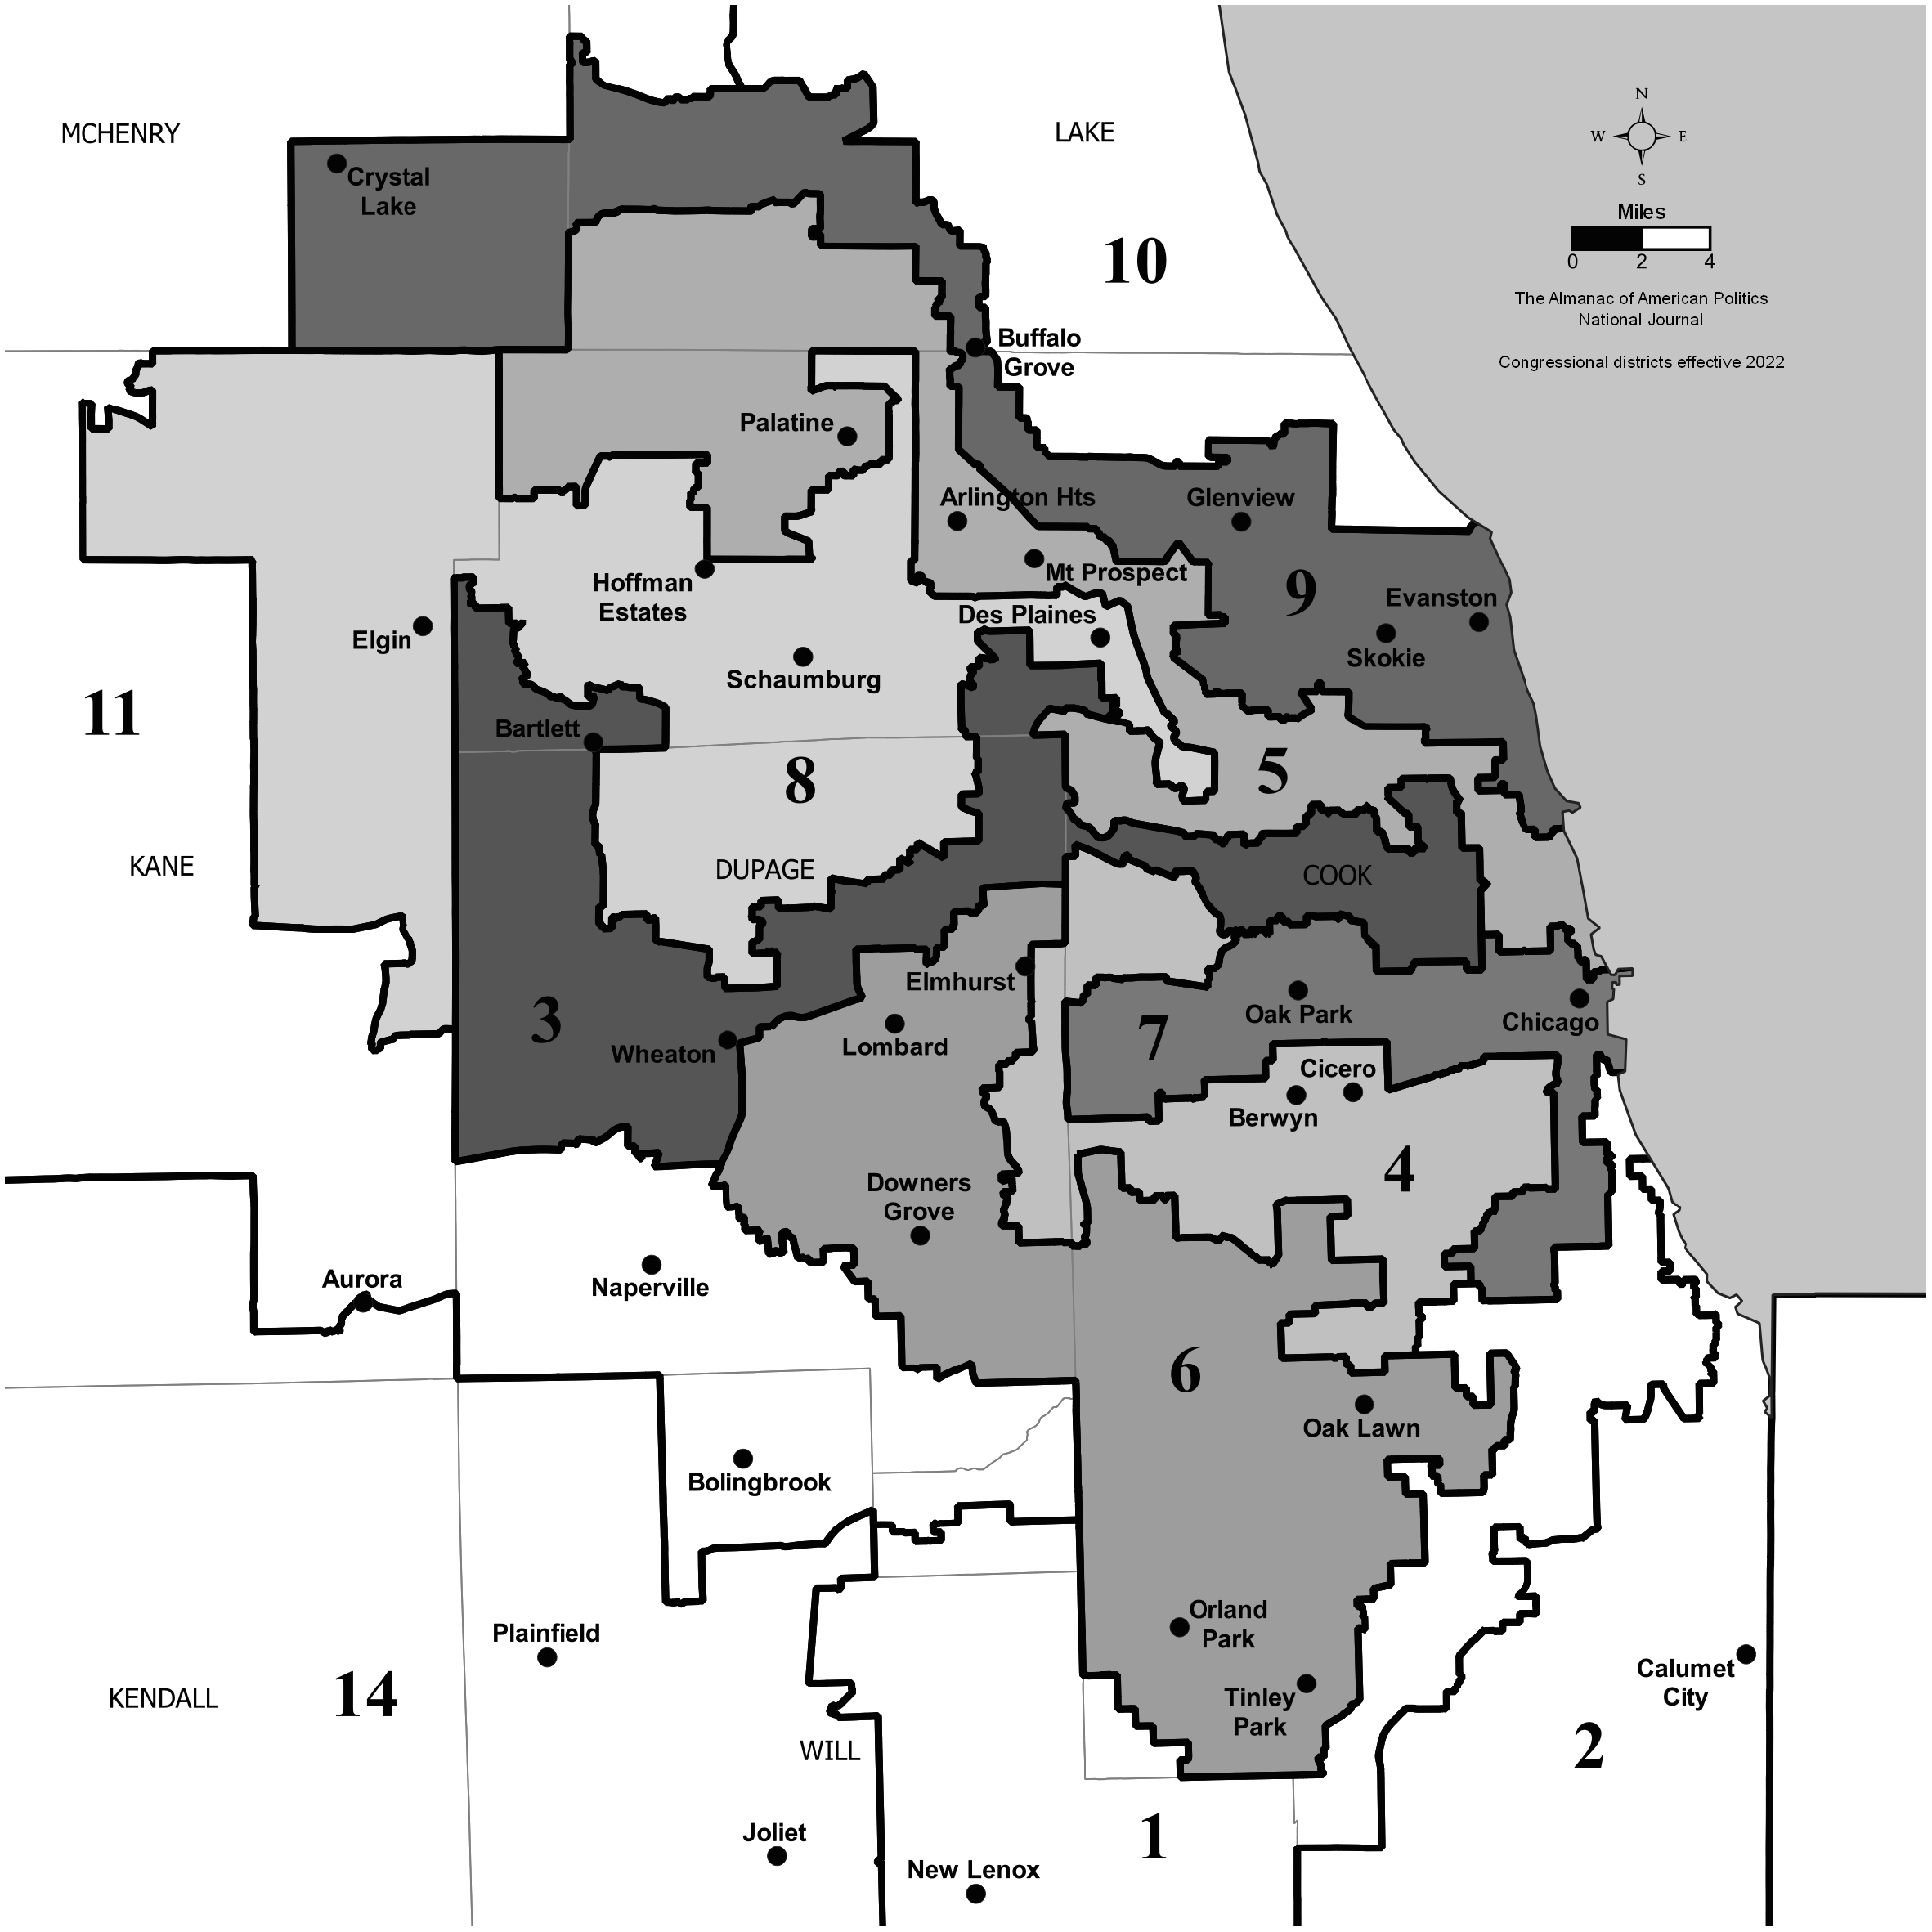 N
MCHENRY
LAKE
W
E
Crystal
Lake
S
Miles
10
0
2
4
The Almanac of American Politics
National Journal
Buffalo
Grove
Congressional districts effective 2022
Palatine
Arlington Hts
Glenview
Mt Prospect
Hoffman
Estates
9
Evanston
Des Plaines
Elgin
Skokie
Schaumburg
11
Bartlett
8
5
KANE
DUPAGE
COOK
Elmhurst
3
Oak Park
7
Chicago
Wheaton
Lombard
Cicero
Berwyn
4
Downers
Grove
Aurora
Naperville
6
Oak Lawn
Bolingbrook
Orland
Park
Plainfield
Calumet
City
KENDALL
14
Tinley
Park
WILL
2
Joliet
1
New Lenox